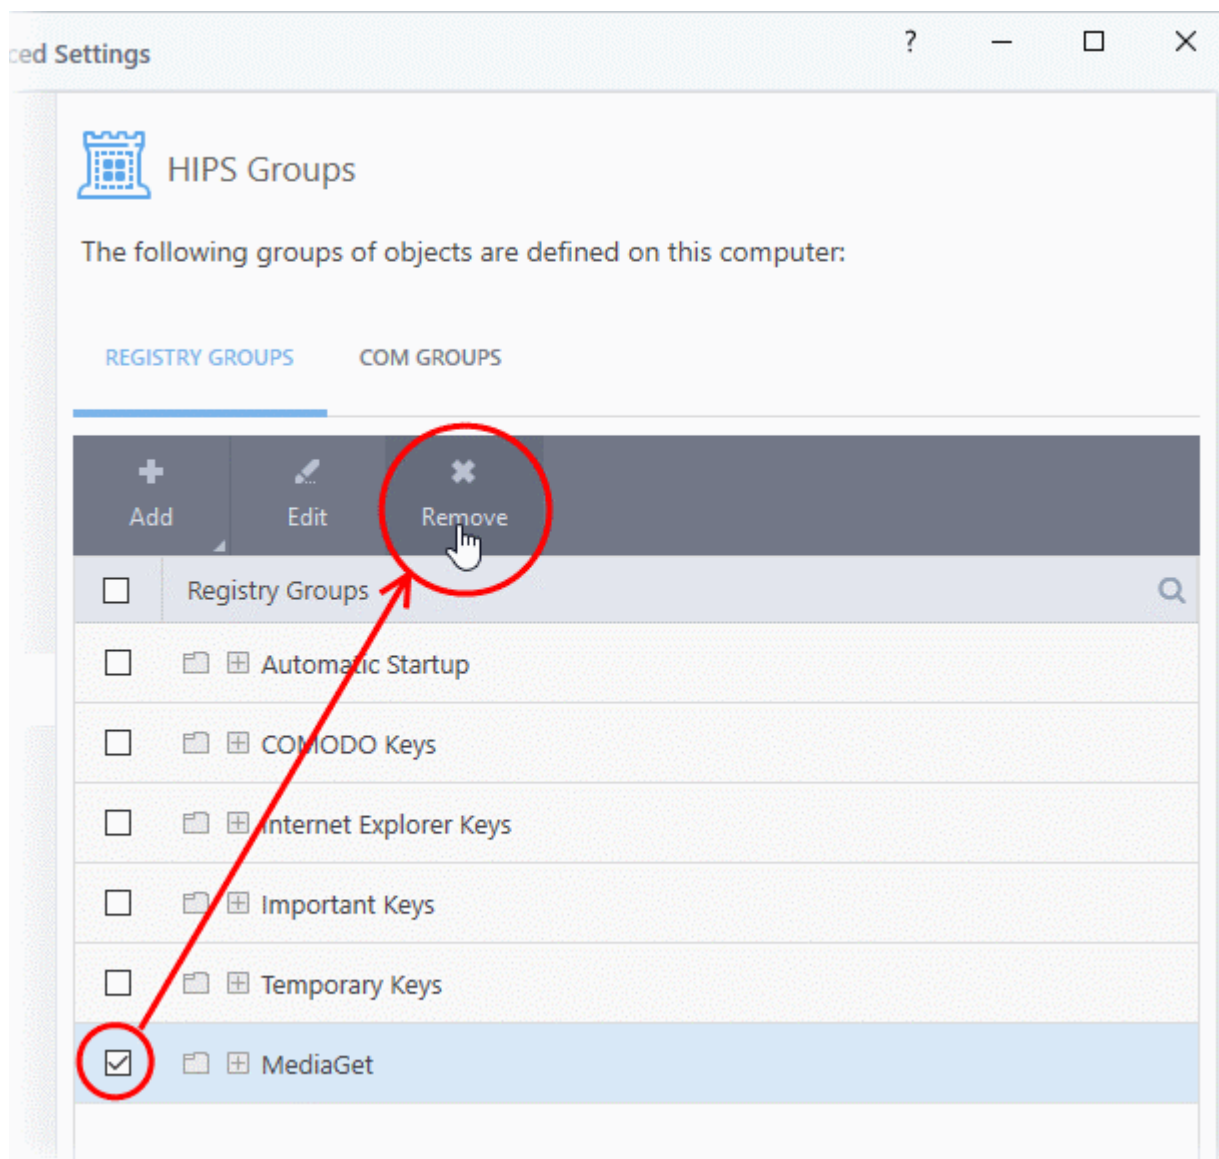 ced Settings
?
HIPS Groups
The following groups of objects are defined on this computer:
REGISTRY GROUPS COM GROUPS
Add Edit Remove
Registry Groups
Automatic Startup
COMODO Keys
Internet Explorer Keys
Important Keys
Temporary Keys
MediaGet